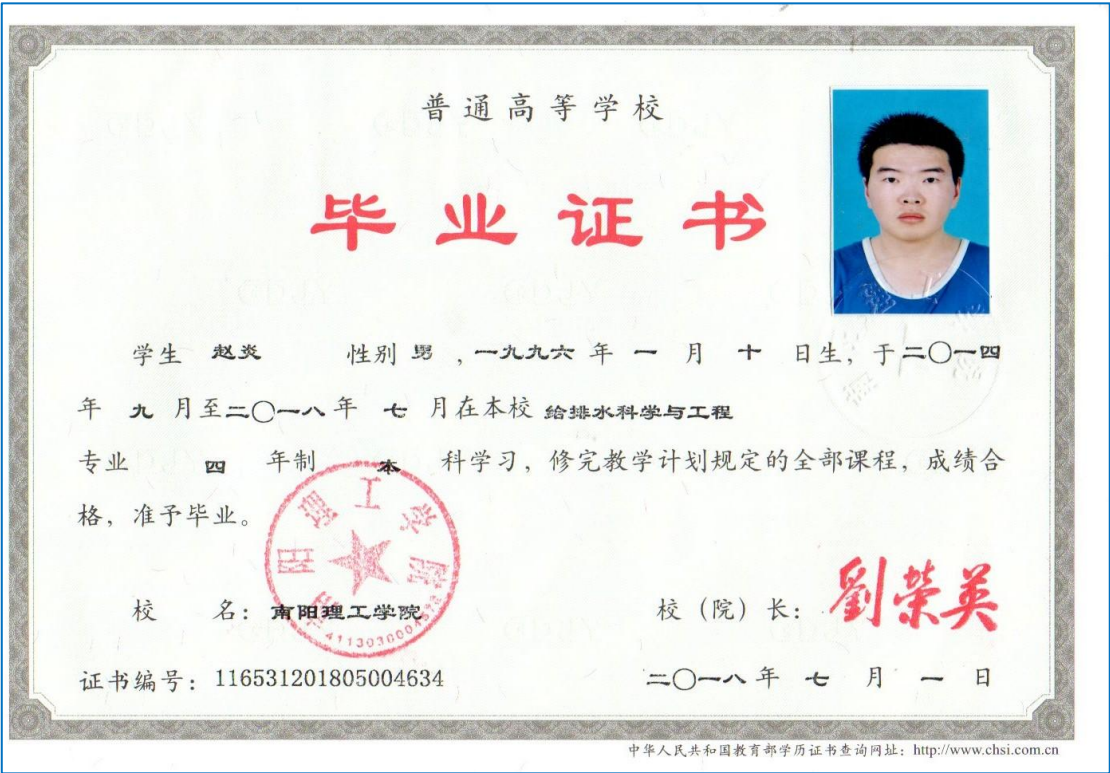 普通高等学校
毕业证书
学生 赵炎 性别 男 ,一九九六 年 一 月 十 日生, 于二〇一四
年 九 月至二〇一八年 七 月在本校 给排水科学与工程
专业 四 年制 本 科学习, 修完教学计划规定的全部课程, 成绩合
格, 准予毕业。
南阳理工学院
校 名: 南阳理工学院
校 (院) 长: 劉荣英
证书编号: 116531201805004634
二〇一八年 七 月 一 日
中华人民共和国教育部学历证书查询网址: http://www.chsi.com.cn